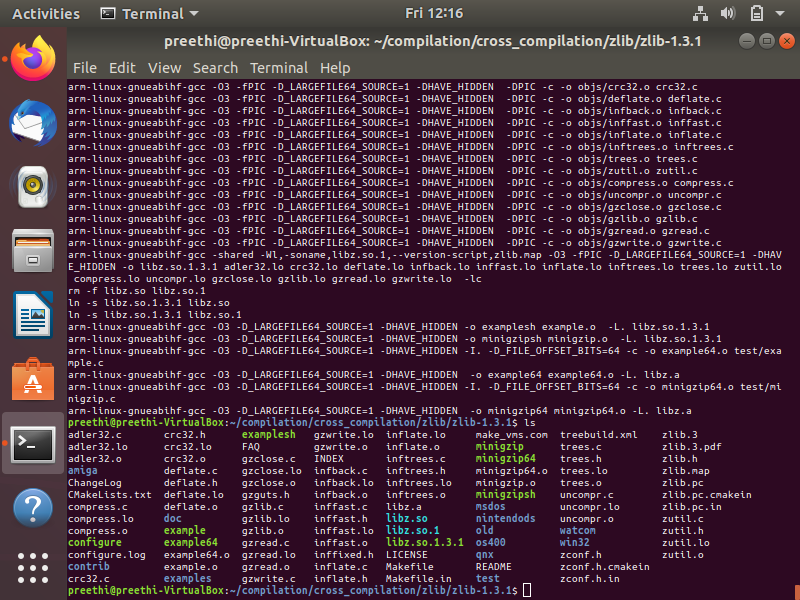 Activities Terminal Fri 12:16
preethi@preethi-VirtualBox: ~/compilation/cross_compilation/zlib/zlib-1.3.1
File Edit View Search Terminal Help
arm-linux-gnueabihf-gcc -O3 -fPIC -D_LARGEFILE64_SOURCE=1 -DHAVE_HIDDEN  -DPIC -c -o objs/crc32.o crc32.c
arm-linux-gnueabihf-gcc -O3 -fPIC -D_LARGEFILE64_SOURCE=1 -DHAVE_HIDDEN  -DPIC -c -o objs/deflate.o deflate.c
arm-linux-gnueabihf-gcc -O3 -fPIC -D_LARGEFILE64_SOURCE=1 -DHAVE_HIDDEN  -DPIC -c -o objs/infback.o infback.c
arm-linux-gnueabihf-gcc -O3 -fPIC -D_LARGEFILE64_SOURCE=1 -DHAVE_HIDDEN  -DPIC -c -o objs/inffast.o inffast.c
arm-linux-gnueabihf-gcc -O3 -fPIC -D_LARGEFILE64_SOURCE=1 -DHAVE_HIDDEN  -DPIC -c -o objs/inflate.o inflate.c
arm-linux-gnueabihf-gcc -O3 -fPIC -D_LARGEFILE64_SOURCE=1 -DHAVE_HIDDEN  -DPIC -c -o objs/inftrees.o inftrees.c
arm-linux-gnueabihf-gcc -O3 -fPIC -D_LARGEFILE64_SOURCE=1 -DHAVE_HIDDEN  -DPIC -c -o objs/trees.o trees.c
arm-linux-gnueabihf-gcc -O3 -fPIC -D_LARGEFILE64_SOURCE=1 -DHAVE_HIDDEN  -DPIC -c -o objs/zutil.o zutil.c
arm-linux-gnueabihf-gcc -O3 -fPIC -D_LARGEFILE64_SOURCE=1 -DHAVE_HIDDEN  -DPIC -c -o objs/compress.o compress.c
arm-linux-gnueabihf-gcc -O3 -fPIC -D_LARGEFILE64_SOURCE=1 -DHAVE_HIDDEN  -DPIC -c -o objs/uncompr.o uncompr.c
arm-linux-gnueabihf-gcc -O3 -fPIC -D_LARGEFILE64_SOURCE=1 -DHAVE_HIDDEN  -DPIC -c -o objs/gzclose.o gzclose.c
arm-linux-gnueabihf-gcc -O3 -fPIC -D_LARGEFILE64_SOURCE=1 -DHAVE_HIDDEN  -DPIC -c -o objs/gzlib.o gzlib.c
arm-linux-gnueabihf-gcc -O3 -fPIC -D_LARGEFILE64_SOURCE=1 -DHAVE_HIDDEN  -DPIC -c -o objs/gzread.o gzread.c
arm-linux-gnueabihf-gcc -O3 -fPIC -D_LARGEFILE64_SOURCE=1 -DHAVE_HIDDEN  -DPIC -c -o objs/gzwrite.o gzwrite.c
arm-linux-gnueabihf-gcc -shared -Wl,-soname,libz.so.1,--version-script,zlib.map -O3 -fPIC -D_LARGEFILE64_SOURCE=1 -DHAV
E_HIDDEN -o libz.so.1.3.1 adler32.lo crc32.lo deflate.lo infback.lo inffast.lo inflate.lo inftrees.lo trees.lo zutil.lo
 compress.lo uncompr.lo gzclose.lo gzlib.lo gzread.lo gzwrite.lo  -lc
rm -f libz.so libz.so.1
ln -s libz.so.1.3.1 libz.so
ln -s libz.so.1.3.1 libz.so.1
arm-linux-gnueabihf-gcc -O3 -D_LARGEFILE64_SOURCE=1 -DHAVE_HIDDEN -o examplesh example.o  -L. libz.so.1.3.1
arm-linux-gnueabihf-gcc -O3 -D_LARGEFILE64_SOURCE=1 -DHAVE_HIDDEN -o minigzipsh minigzip.o  -L. libz.so.1.3.1
arm-linux-gnueabihf-gcc -O3 -D_LARGEFILE64_SOURCE=1 -DHAVE_HIDDEN -I. -D_FILE_OFFSET_BITS=64 -c -o example64.o test/exa
mple.c
arm-linux-gnueabihf-gcc -O3 -D_LARGEFILE64_SOURCE=1 -DHAVE_HIDDEN  -o example64 example64.o -L. libz.a
arm-linux-gnueabihf-gcc -O3 -D_LARGEFILE64_SOURCE=1 -DHAVE_HIDDEN -I. -D_FILE_OFFSET_BITS=64 -c -o minigzip64.o test/mi
nigzip.c
arm-linux-gnueabihf-gcc -O3 -D_LARGEFILE64_SOURCE=1 -DHAVE_HIDDEN  -o minigzip64 minigzip64.o -L. libz.a
preethi@preethi-VirtualBox:~/compilation/cross_compilation/zlib/zlib-1.3.1$ ls
adler32.c crc32.h examplesh gzwrite.lo inflate.lo make_vms.com treebuild.xml zlib.3
adler32.lo crc32.lo FAQ gzwrite.o inflate.o minigzip trees.c zlib.3.pdf
adler32.o crc32.o gzclose.c INDEX inftrees.c minigzip64 trees.h zlib.h
amiga deflate.c gzclose.lo infback.c inftrees.h minigzip64.o trees.lo zlib.map
ChangeLog deflate.h gzclose.o infback.lo inftrees.lo minigzip.o trees.o zlib.pc
CMakeLists.txt deflate.lo gzguts.h infback.o inftrees.o minigzipsh uncompr.c zlib.pc.cmakein
compress.c deflate.o gzlib.c inffast.c libz.a msdos uncompr.lo zlib.pc.in
compress.lo doc gzlib.lo inffast.h libz.so nintendods uncompr.o zutil.c
compress.o example gzlib.o inffast.lo libz.so.1 old watcom zutil.h
configure example64 gzread.c inffast.o libz.so.1.3.1 os400 win32 zutil.lo
configure.log example64.o gzread.lo inffixed.h LICENSE qnx zconf.h zutil.o
contrib example.o gzread.o inflate.c Makefile README zconf.h.cmakein
crc32.c examples gzwrite.c inflate.h Makefile.in test zconf.h.in
preethi@preethi-VirtualBox:~/compilation/cross_compilation/zlib/zlib-1.3.1$